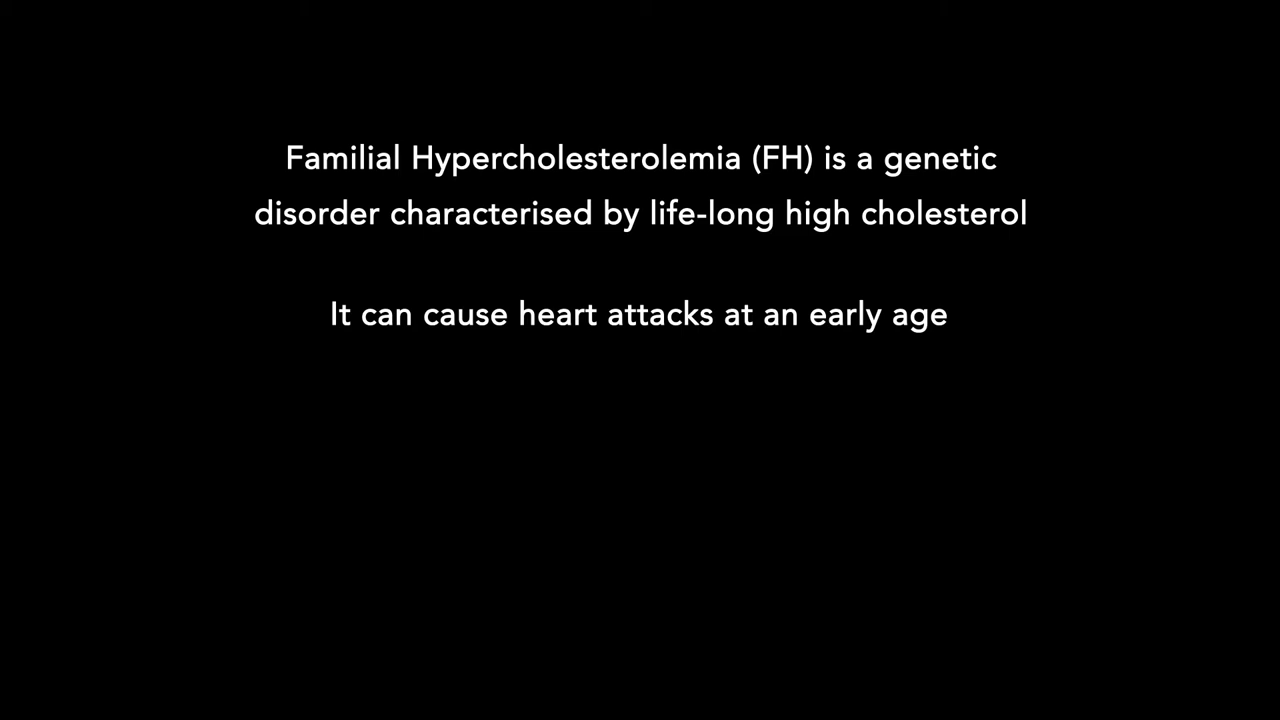 Familial Hypercholesterolemia (FH) is a genetic
disorder characterised by life-long high cholesterol
It can cause heart attacks at an early age